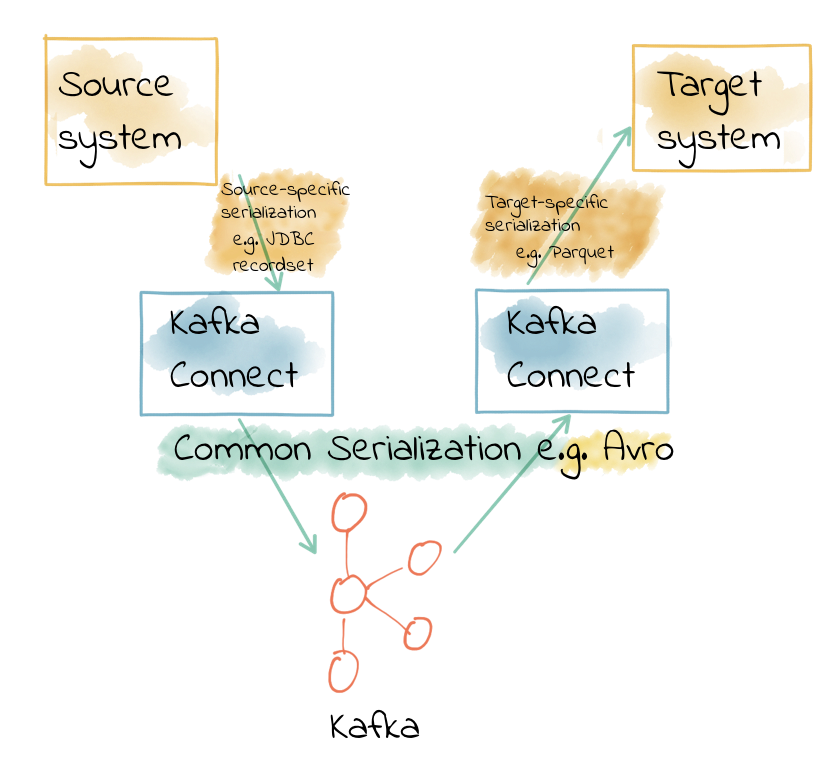 Source
system
Target
system
Source-specific
serialization
e.g. JDBC
recordset
Target-specific
serialization
e.g. Parquet
Kafka
Connect
Kafka
Connect
Common Serialization e.g. Avro
Kafka